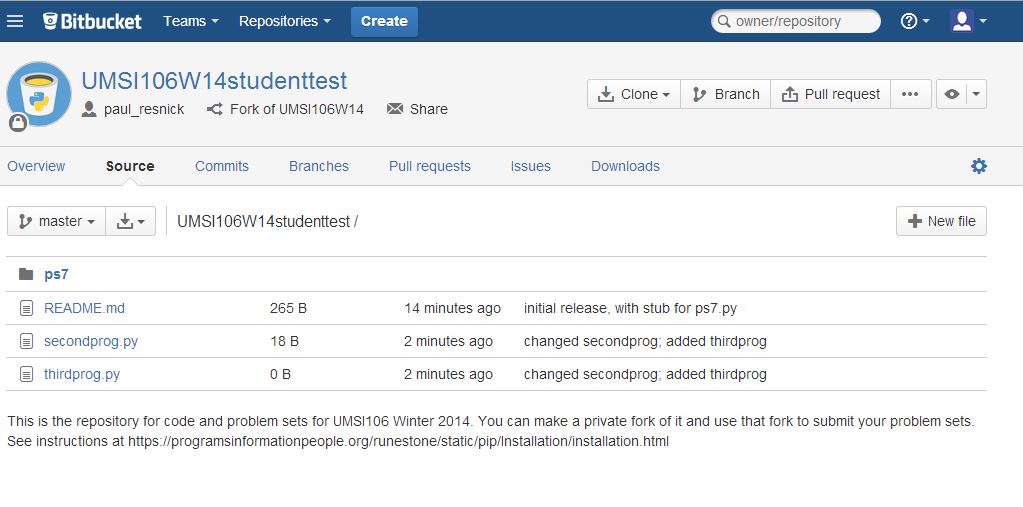 Bitbucket Teams Repositories Create owner/repository
UMSI106W14studenttest
paul_resnick Fork of UMSI106W14 Share
Clone Branch Pull request •••
Overview Source Commits Branches Pull requests Issues Downloads
master UMSI106W14studenttest / New file
ps7
README.md 265 B 14 minutes ago initial release, with stub for ps7.py
secondprog.py 18 B 2 minutes ago changed secondprog; added thirdprog
thirdprog.py 0 B 2 minutes ago changed secondprog; added thirdprog
This is the repository for code and problem sets for UMSI106 Winter 2014. You can make a private fork of it and use that fork to submit your problem sets.
See instructions at https://programsinformationpeople.org/runestone/static/pip/Installation/installation.html